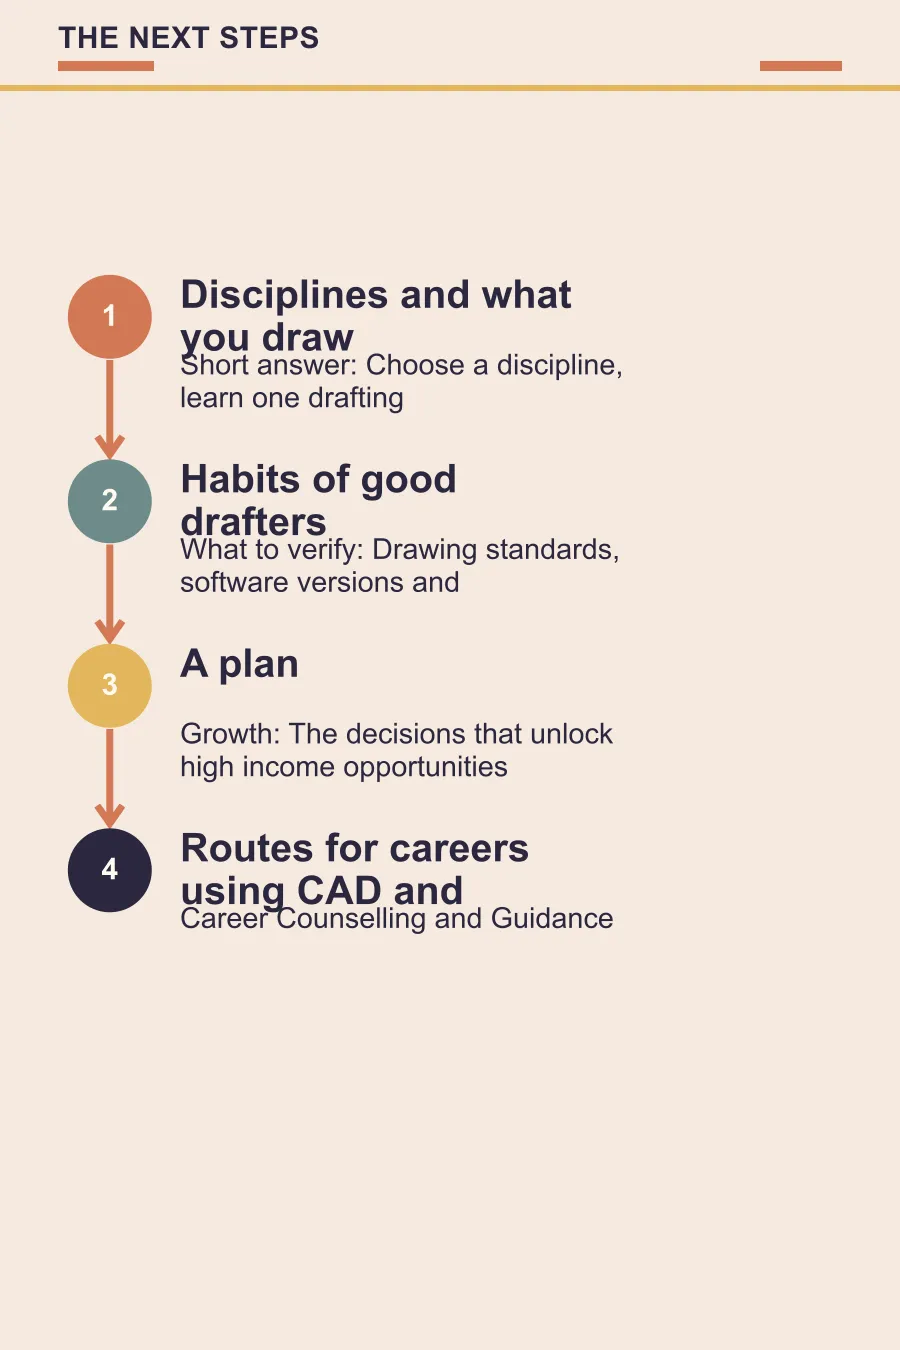 THE NEXT STEPS
1
Disciplines and what
you draw
Short answer: Choose a discipline,
learn one drafting
2
Habits of good
drafters
What to verify: Drawing standards,
software versions and
3
A plan
Growth: The decisions that unlock
high income opportunities
4
Routes for careers
using CAD and
Career Counselling and Guidance